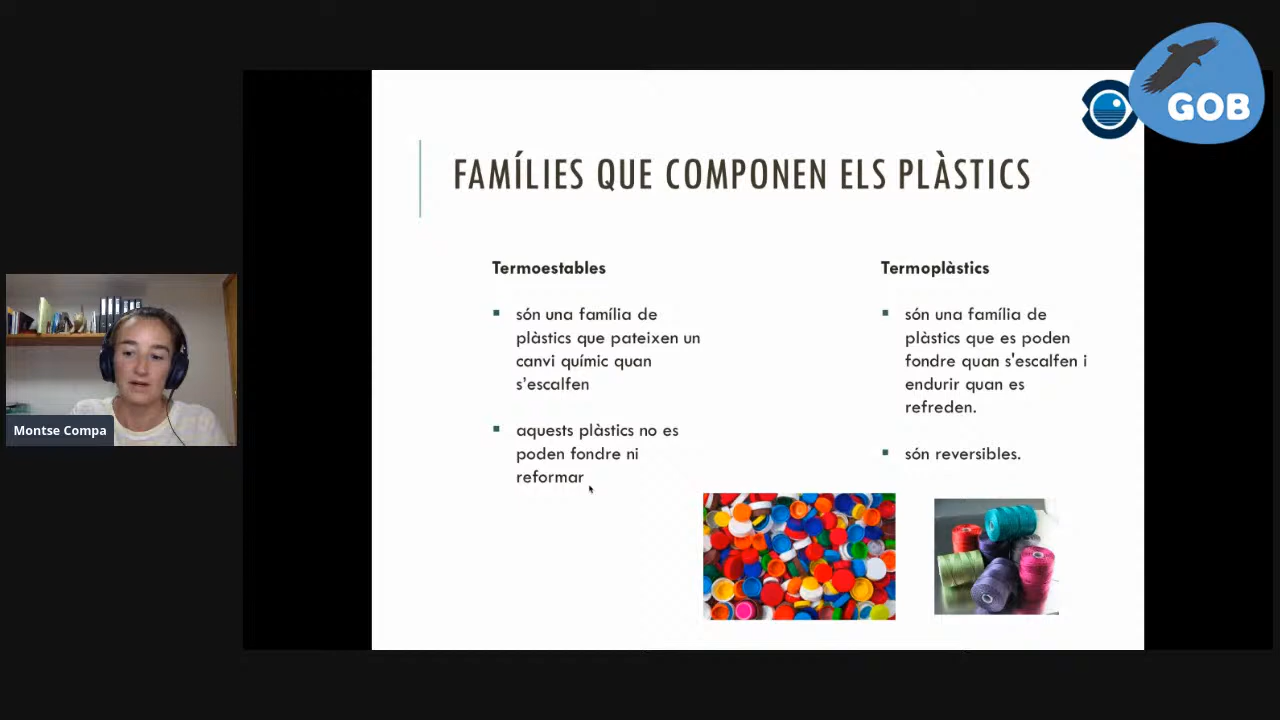 GOB
FAMÍLIES QUE COMPONEN ELS PLÀSTICS
Termoestables
són una família de
plàstics que pateixen un
canvi químic quan
s'escalfen
aquests plàstics no es
poden fondre ni
reformar
Termoplàstics
són una família de
plàstics que es poden
fondre quan s'escalfen i
endurir quan es
refreden.
són reversibles.
Montse Compa